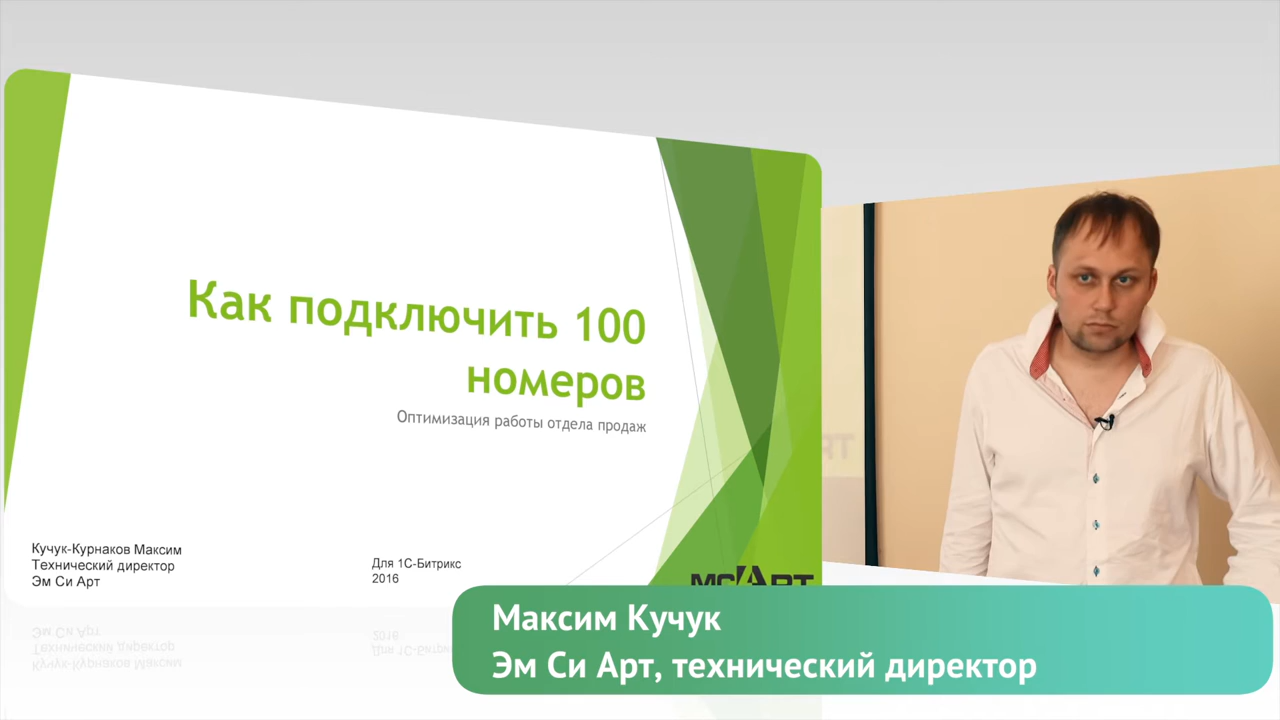 Как подключить 100
номеров
Оптимизация работы отдела продаж
Кучук-Курнаков Максим
Технический директор
Эм Си Арт
Для 1С-Битрикс
2016
MCART
Максим Кучук
Эм Си Арт, технический директор